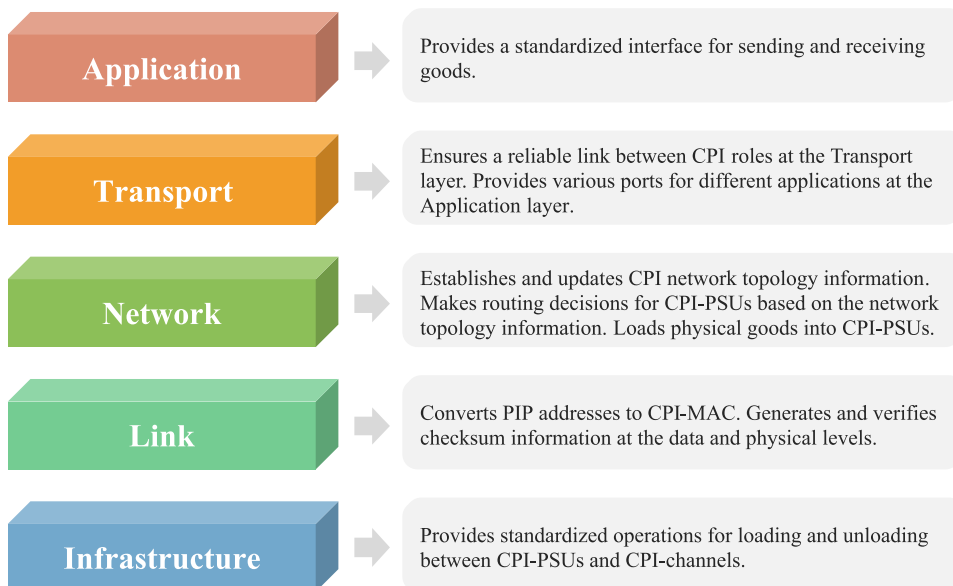 Application
Provides a standardized interface for sending and receiving
goods.
Transport
Ensures a reliable link between CPI roles at the Transport
layer. Provides various ports for different applications at the
Application layer.
Network
Establishes and updates CPI network topology information.
Makes routing decisions for CPI-PSUs based on the network
topology information. Loads physical goods into CPI-PSUs.
Link
Converts PIP addresses to CPI-MAC. Generates and verifies
checksum information at the data and physical levels.
Infrastructure
Provides standardized operations for loading and unloading
between CPI-PSUs and CPI-channels.